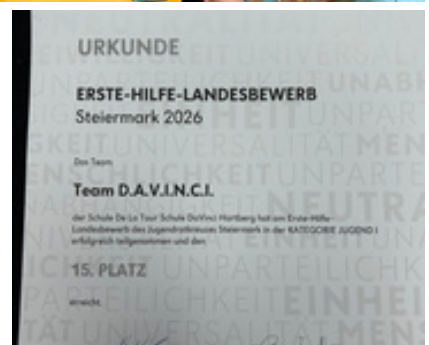 URKUNDE
ERSTE-HILFE-LANDESBEWERB
Steiermark 2026
Das Team
Team D.A.V.I.N.C.I.
der Schule De La Tour Schule DaVinci Hartberg hat am Erste-Hilfe-
Landesbewerb des Jugendrotkreuzes Steiermark in der KATEGORIE JUGEND I
erfolgreich teilgenommen und den
15. PLATZ
erreicht.